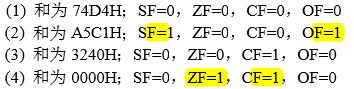 (1) 和为 74D4H；SF=0，ZF=0，CF=0，OF=0
(2) 和为 A5C1H；SF=1，ZF=0，CF=0，OF=1
(3) 和为 3240H；SF=0，ZF=0，CF=1，OF=0
(4) 和为 0000H；SF=0，ZF=1，CF=1，OF=0